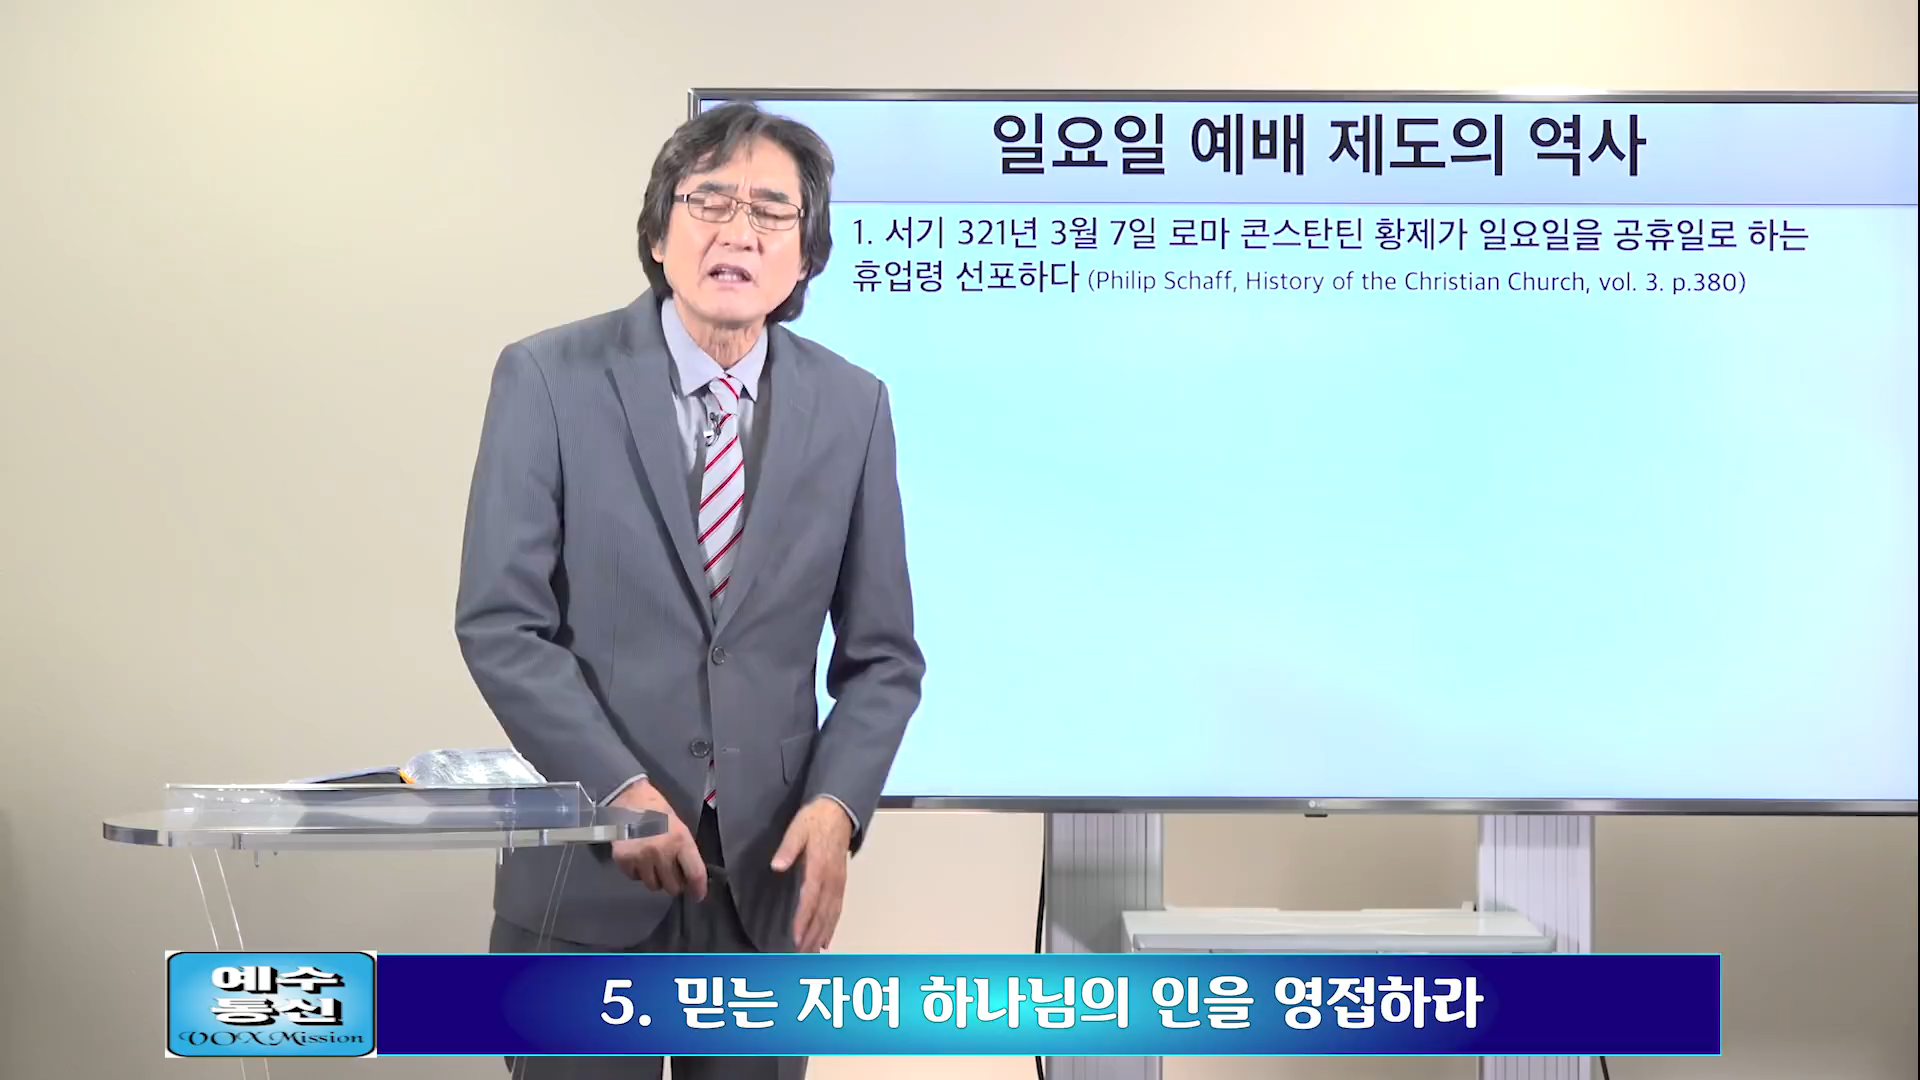 일요일 예배 제도의 역사
1. 서기 321년 3월 7일 로마 콘스탄틴 황제가 일요일을 공휴일로 하는
휴업령 선포하다 (Philip Schaff, History of the Christian Church, vol. 3. p.380)
예수
통신
VOX Mission
5. 믿는 자여 하나님의 인을 영접하라